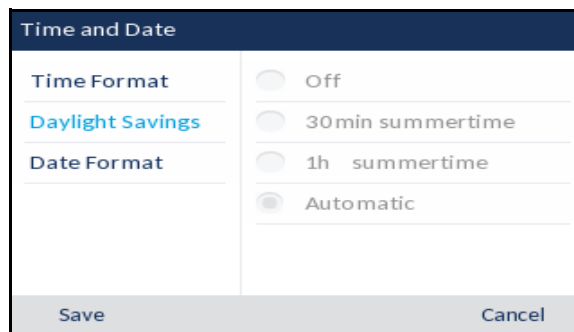 Time and Date
Time Format
Daylight Savings
Date Format
Off
30min summertime
1h summertime
Automatic
Save
Cancel